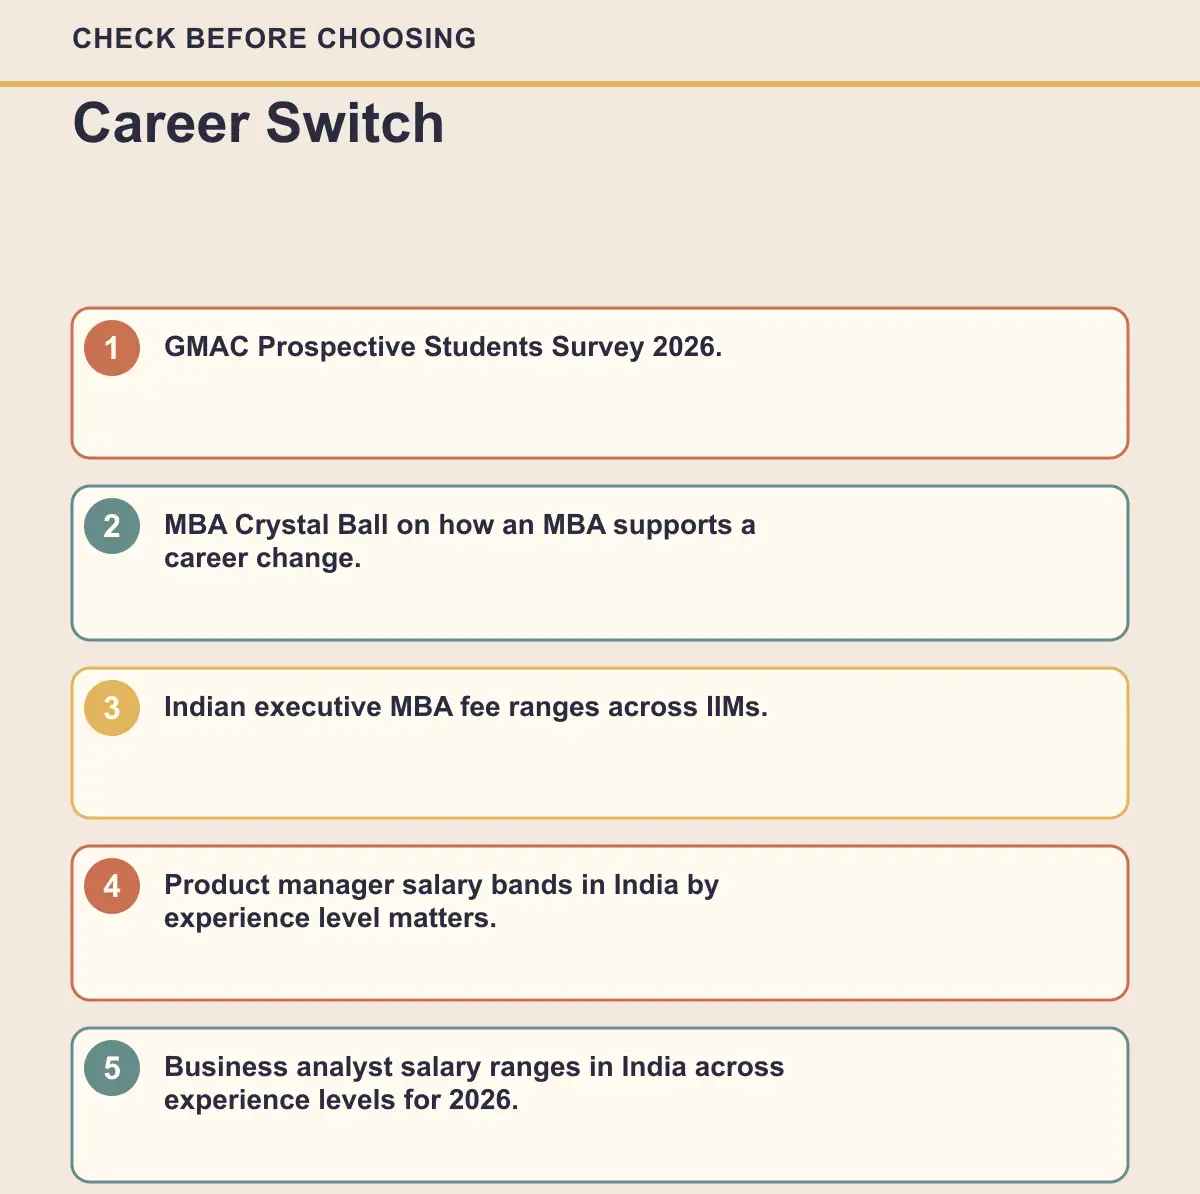 CHECK BEFORE CHOOSING
Career Switch
1
GMAC Prospective Students Survey 2026.
2
MBA Crystal Ball on how an MBA supports a
career change.
3
Indian executive MBA fee ranges across IIMs.
4
Product manager salary bands in India by
experience level matters.
5
Business analyst salary ranges in India across
experience levels for 2026.